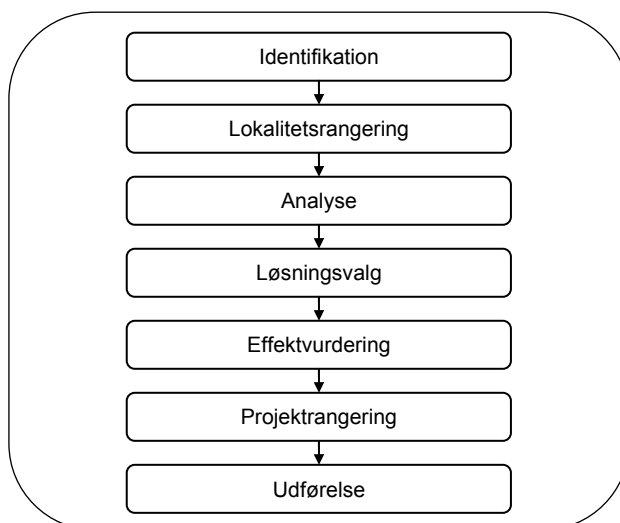 Identifikation
Lokalitetsrangering
Analyse
Løsningsvalg
Effektvurdering
Projektrangering
Udførelse